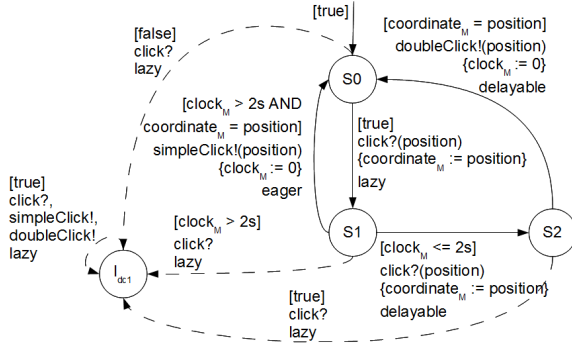 [true]
[false]
click?
lazy
[coordinate_M = position]
doubleClick!(position)
{clock_M := 0}
delayable
S0
[clock_M > 2s AND
coordinate_M = position]
simpleClick!(position)
{clock_M := 0}
eager
[true]
click?(position)
{coordinate_M := position}
lazy
[true]
click?,
simpleClick!,
doubleClick!
lazy
[clock_M > 2s]
click?
lazy
S1
S2
I_dc1
[clock_M <= 2s]
click?(position)
{coordinate_M := position}
delayable
[true]
click?
lazy